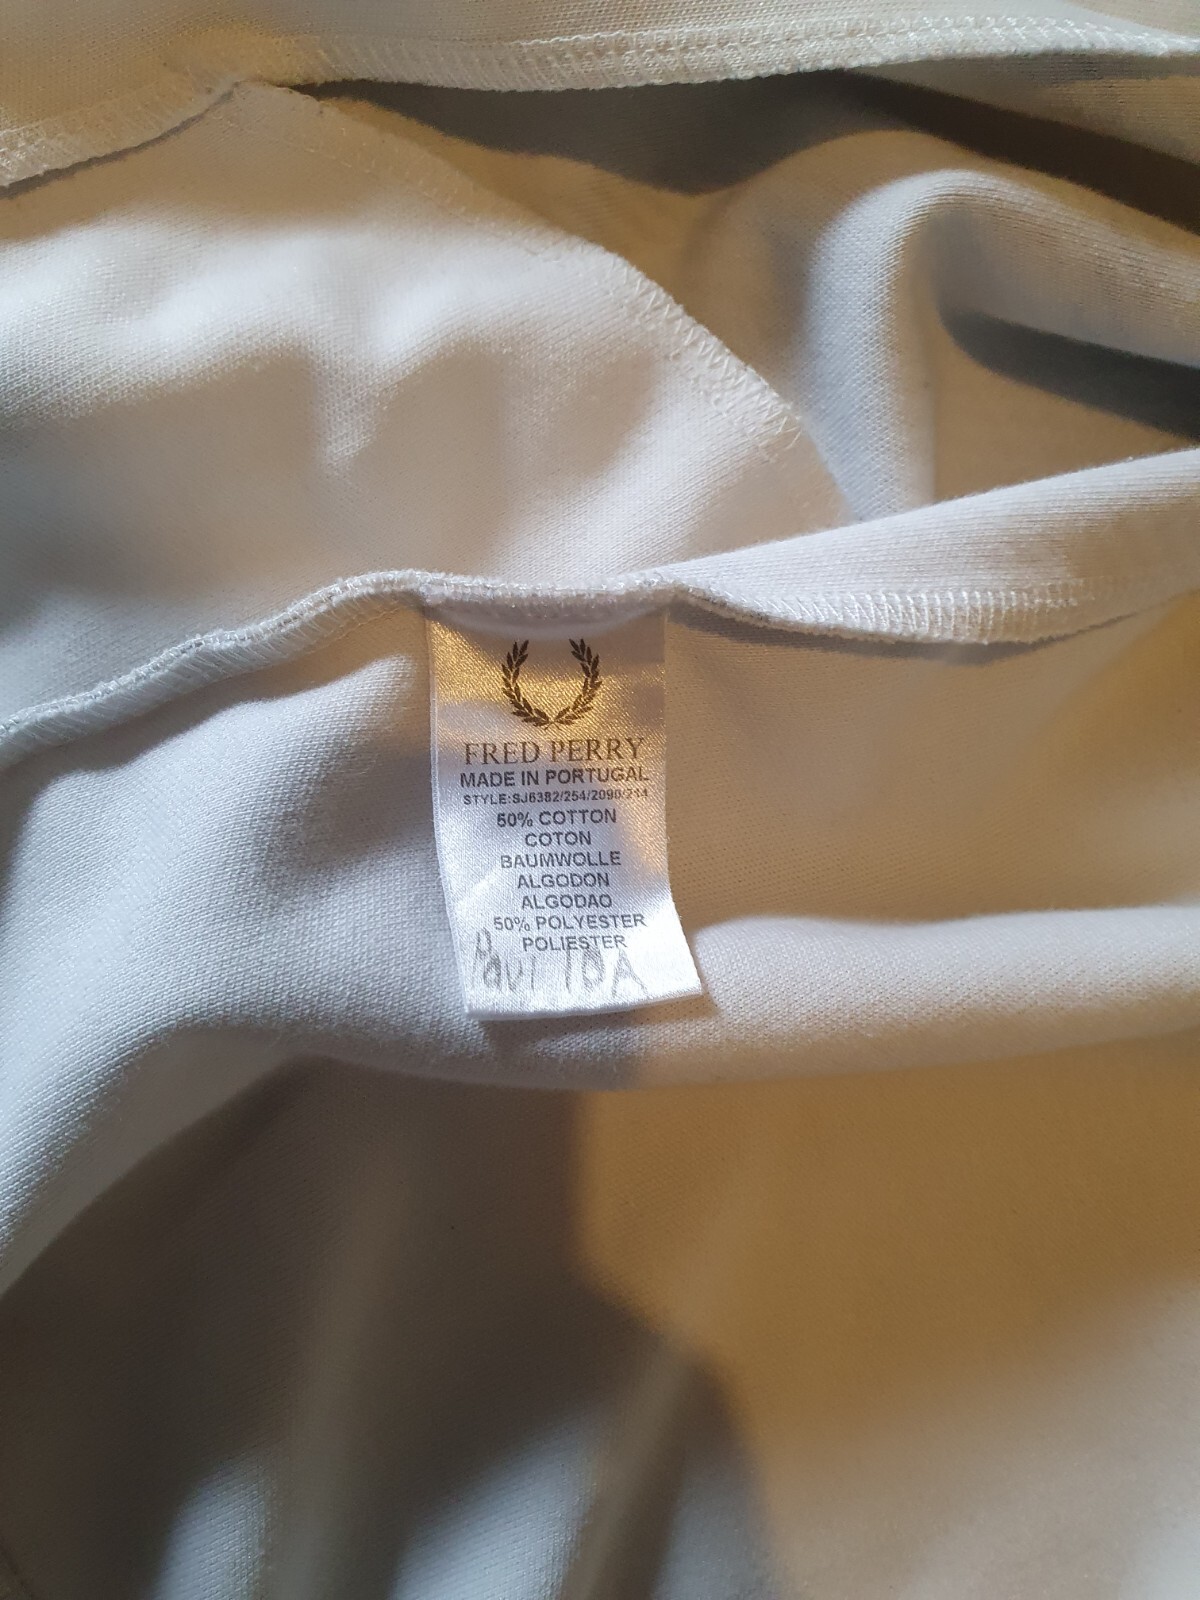 FRED PERRY
MADE IN PORTUGAL
STYLE:SJ6382/254/2090/214
50% COTTON
COTON
BAUMWOLLE
ALGODON
ALGODAO
50% POLYESTER
POLIESTER
10A